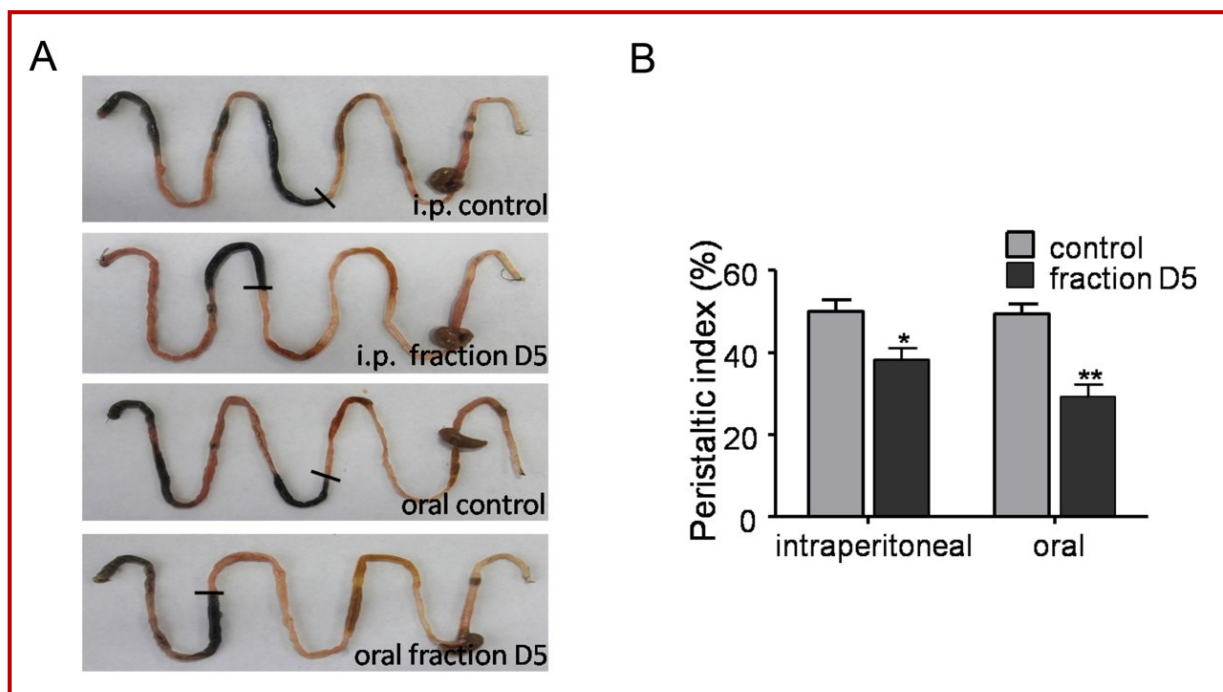 A
i.p. control
i.p. fraction D5
oral control
oral fraction D5
B
control
fraction D5
Peristaltic index (%)
60
40
20
0
*
**
intraperitoneal
oral